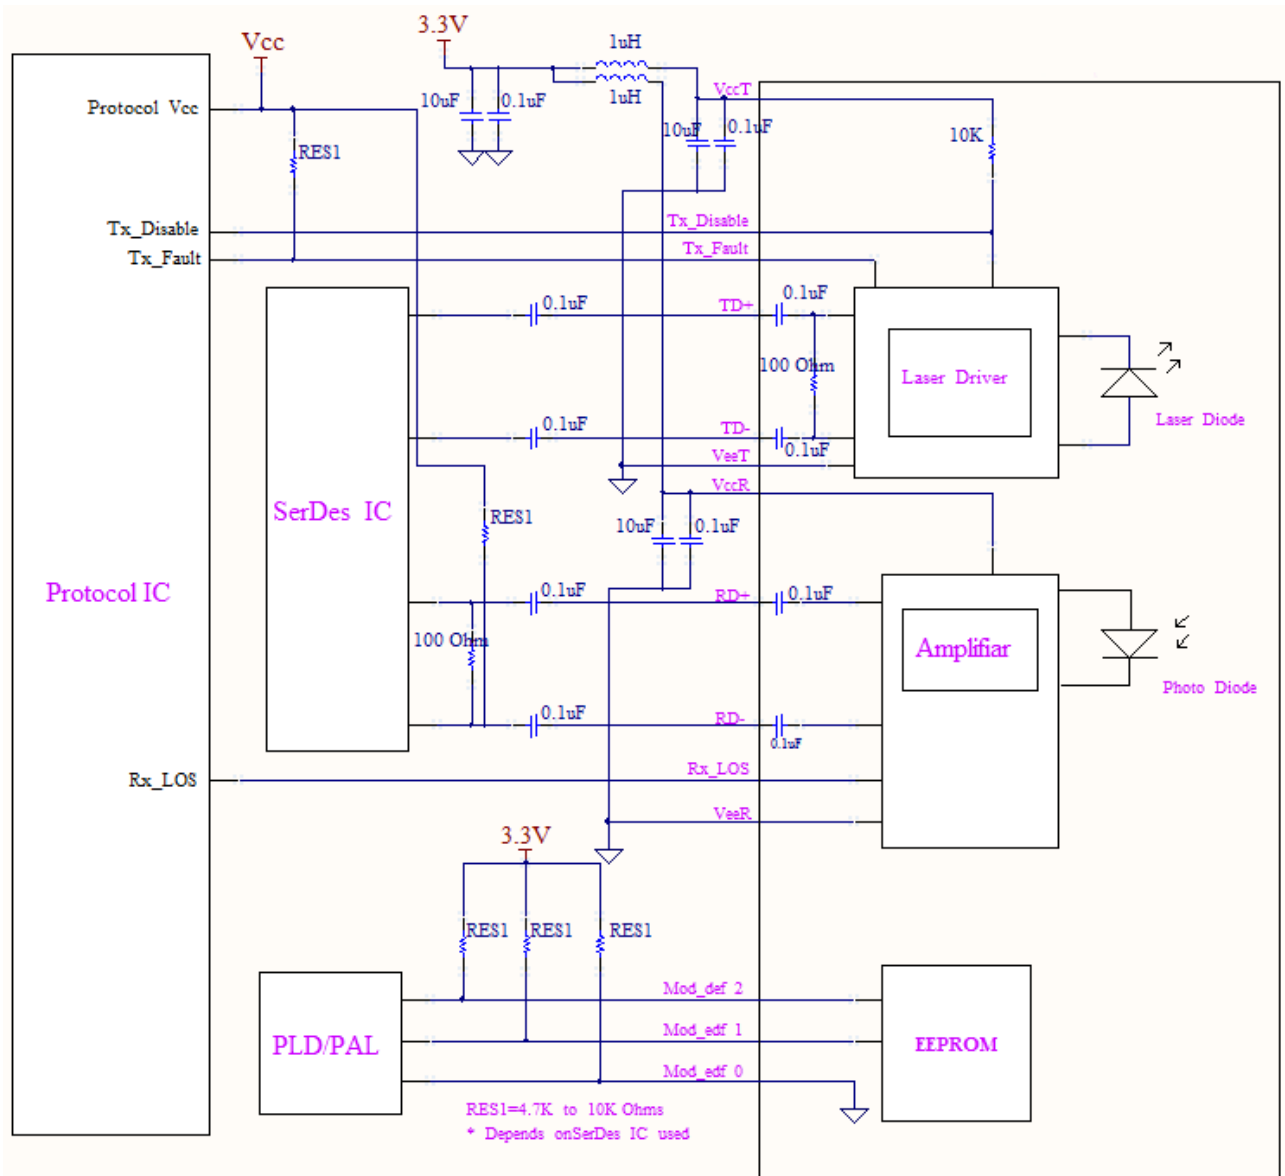 3.3V
1uH
Vcc
1uH
VccT
Protocol Vcc
10uF
0.1uF
10uF
0.1uF
10K
RES1
Tx_Disable
Tx_Disable
Tx_Fault
Tx_Fault
0.1uF
TD+
0.1uF
100 Ohm
Laser Driver
Laser Diode
0.1uF
TD-
0.1uF
VeeT
VccR
SerDes IC
RES1
10uF
0.1uF
Protocol IC
0.1uF
RD+
0.1uF
100 Ohm
Amplifiar
Photo Diode
0.1uF
RD-
0.1uF
Rx_LOS
Rx_LOS
VeeR
3.3V
RES1
RES1
RES1
Mod_def 2
PLD/PAL
Mod_edf 1
EEPROM
Mod_edf 0
RES1=4.7K to 10K Ohms
* Depends onSerDes IC used